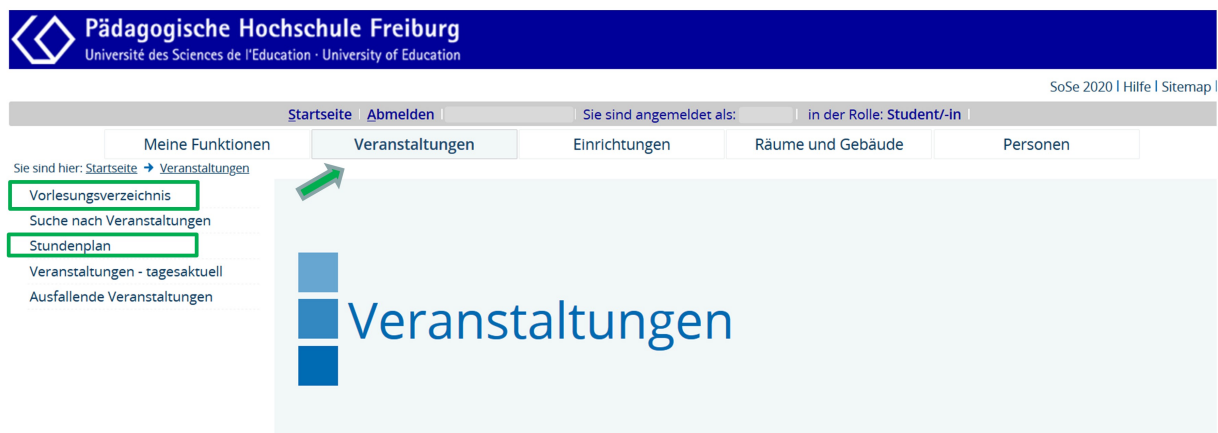 Pädagogische Hochschule Freiburg
Université des Sciences de l'Education · University of Education
SoSe 2020 | Hilfe | Sitemap |
Startseite | Abmelden | | Sie sind angemeldet als: | in der Rolle: Student/-in |
Meine Funktionen Veranstaltungen Einrichtungen Räume und Gebäude Personen
Sie sind hier: Startseite ➔ Veranstaltungen
Vorlesungsverzeichnis
Suche nach Veranstaltungen
Stundenplan
Veranstaltungen - tagesaktuell
Ausfallende Veranstaltungen
Veranstaltungen